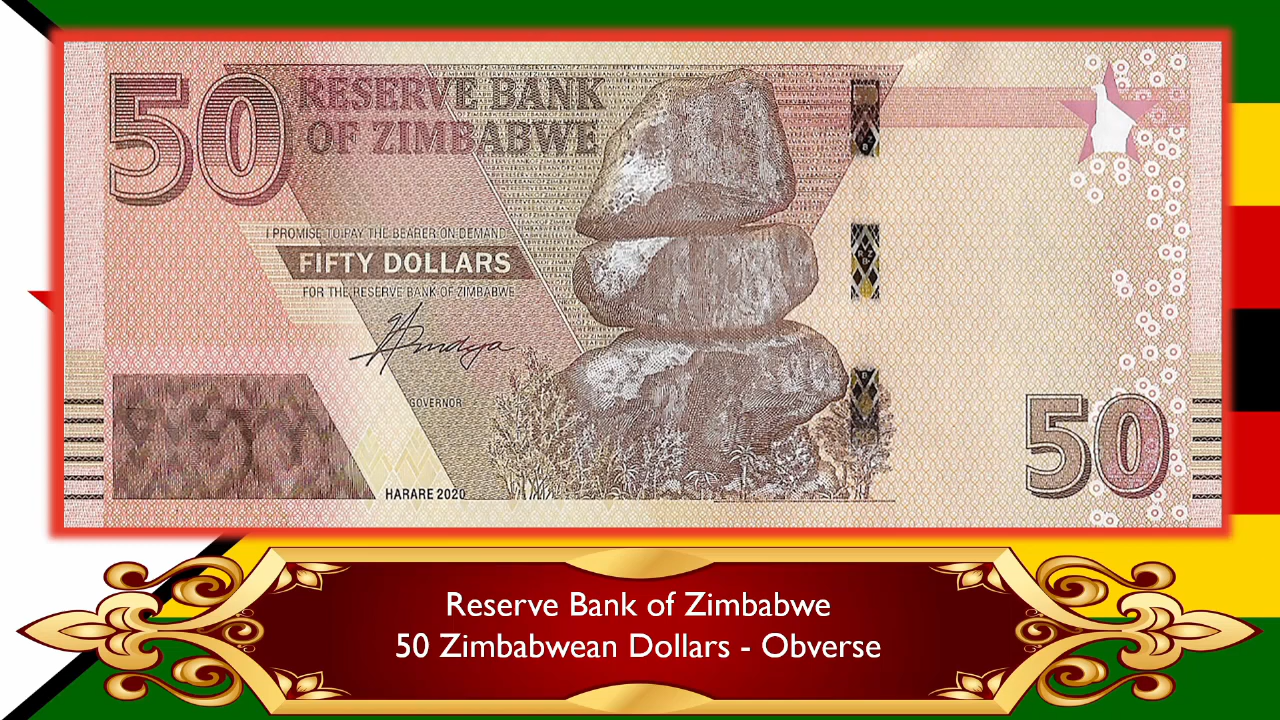 50
RESERVE BANK
OF ZIMBABWE
I PROMISE TO PAY THE BEARER ON DEMAND
FIFTY DOLLARS
FOR THE RESERVE BANK OF ZIMBABWE
GOVERNOR
HARARE 2020
50
Reserve Bank of Zimbabwe
50 Zimbabwean Dollars - Obverse